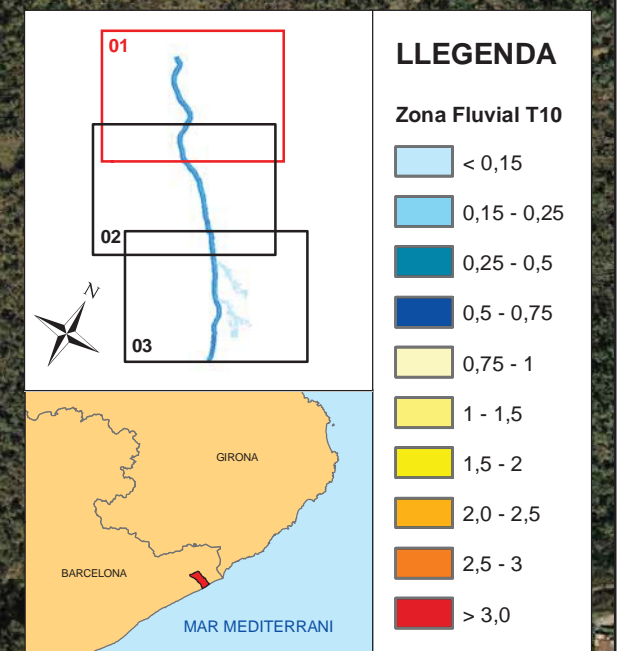 01
02
03
N
GIRONA
BARCELONA
MAR MEDITERRANI
LLEGENDA
Zona Fluvial T10
< 0,15
0,15 - 0,25
0,25 - 0,5
0,5 - 0,75
0,75 - 1
1 - 1,5
1,5 - 2
2,0 - 2,5
2,5 - 3
> 3,0